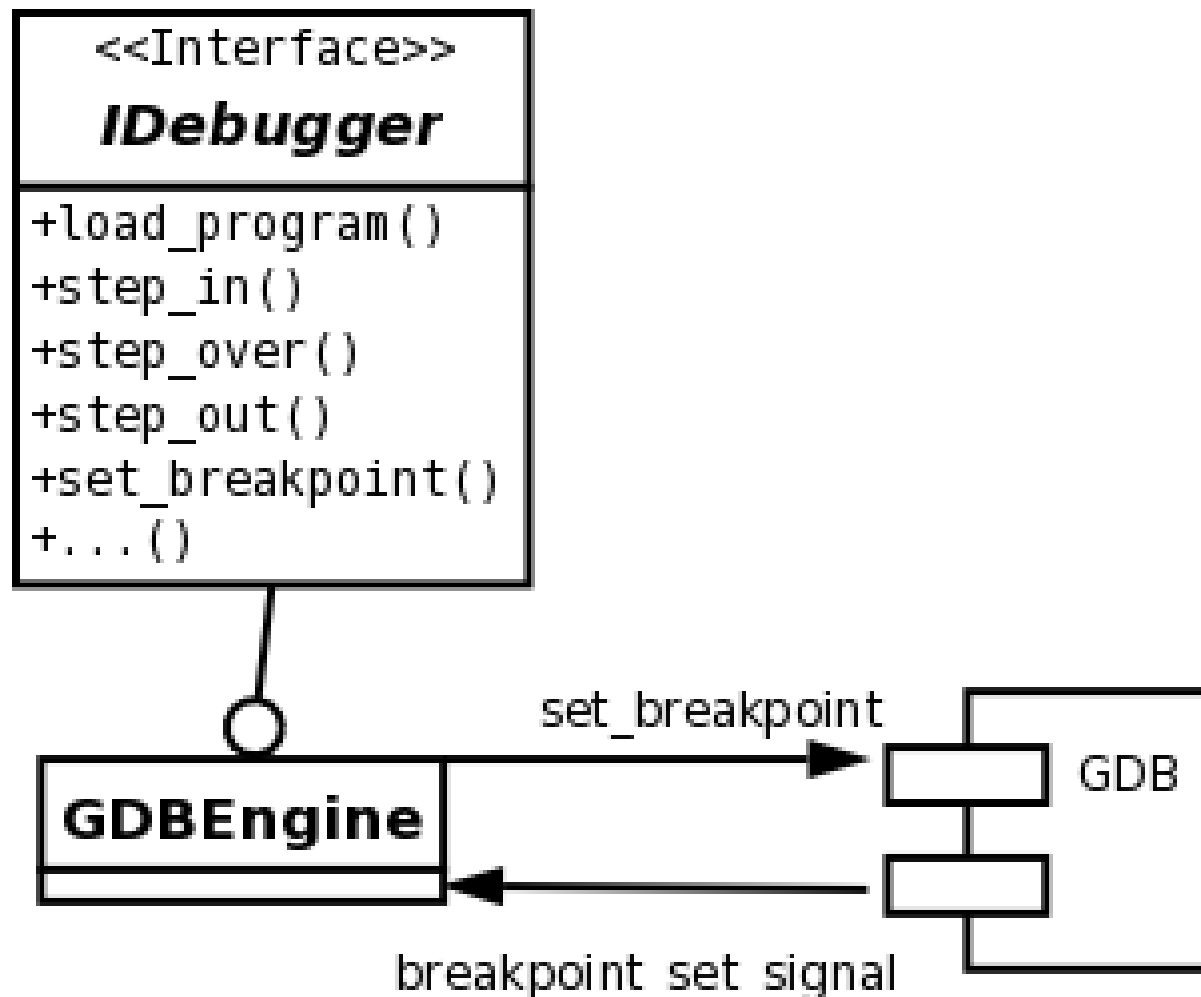 <<Interface>>
IDebugger
+load_program()
+step_in()
+step_over()
+step_out()
+set_breakpoint()
+...()
set_breakpoint
GDB
GDBEngine
breakpoint set signal